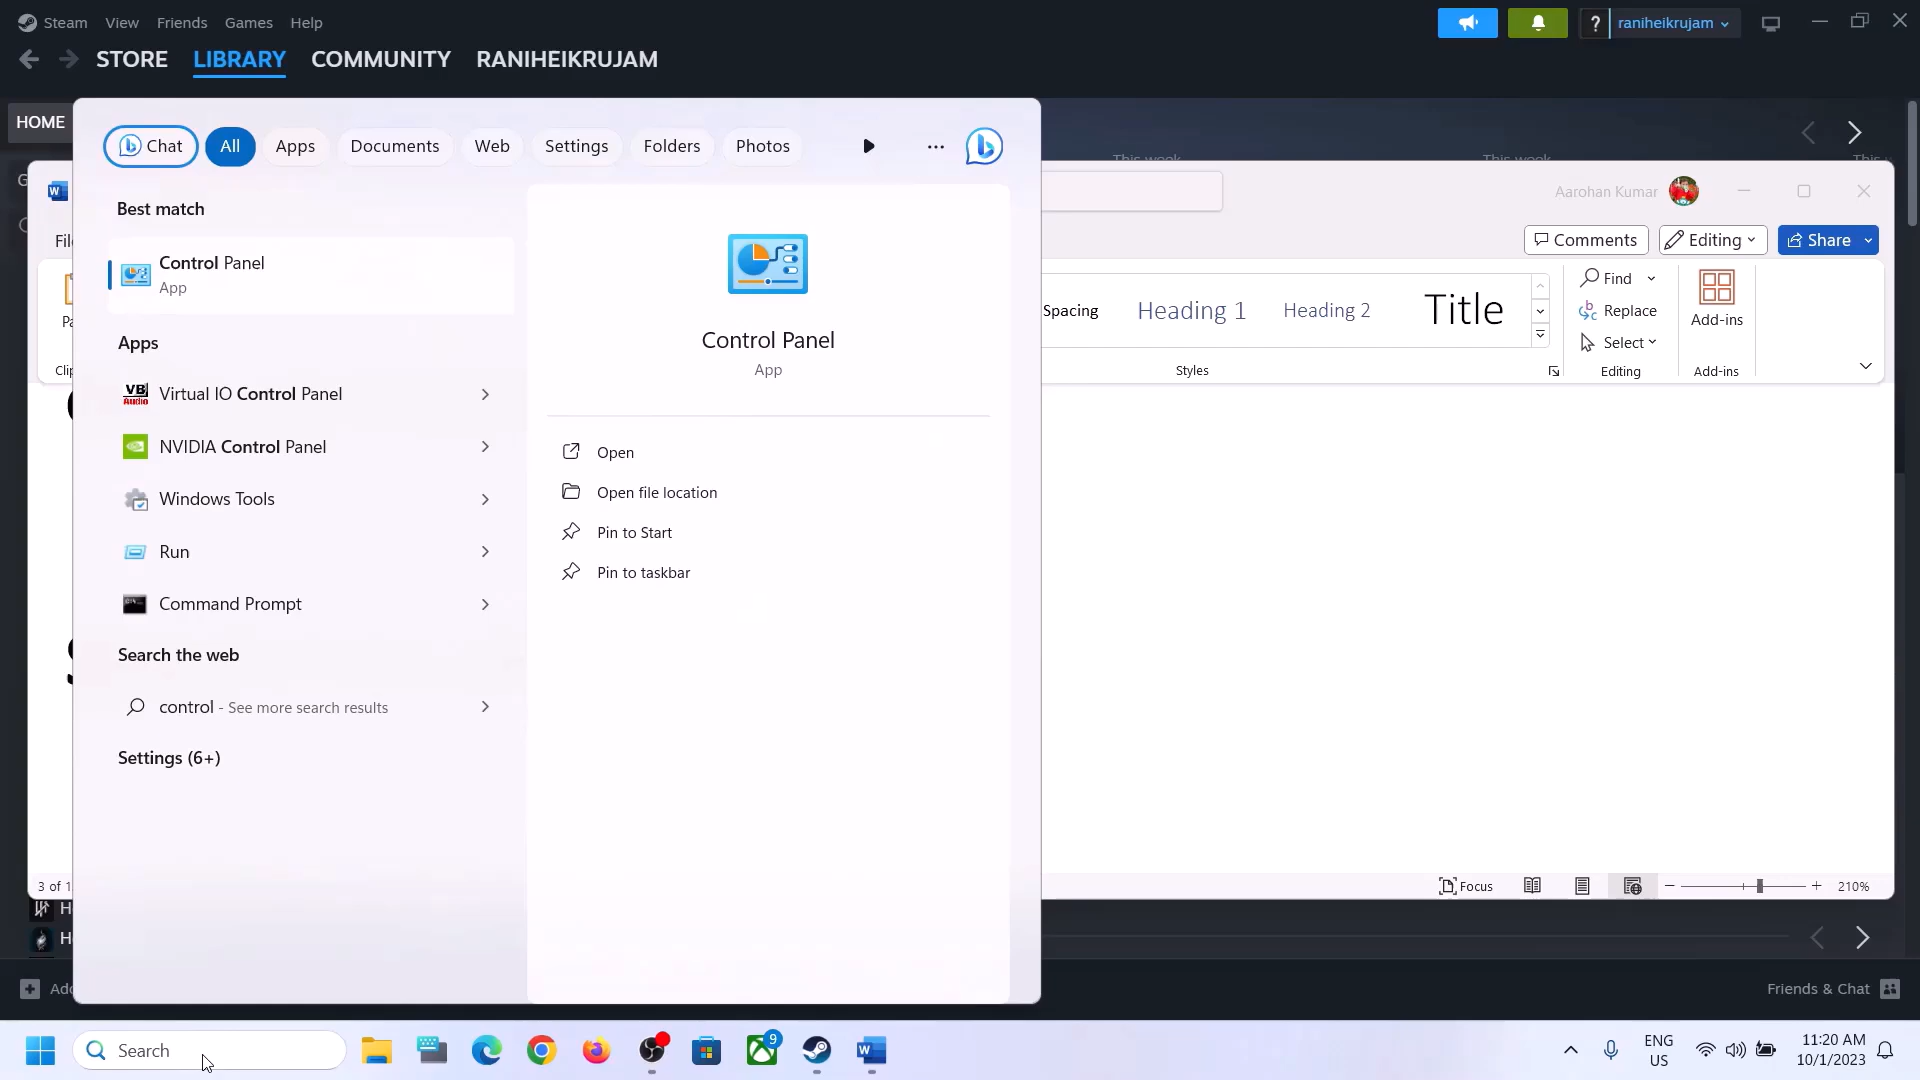 Steam View Friends Games Help
? raniheikrujam
STORE LIBRARY COMMUNITY RANIHEIKRUJAM
HOME
Chat All Apps Documents Web Settings Folders Photos
Best match
Control Panel
App
Apps
Virtual IO Control Panel
NVIDIA Control Panel
Windows Tools
Run
Command Prompt
Search the web
control - See more search results
Settings (6+)
Control Panel
App
Open
Open file location
Pin to Start
Pin to taskbar
Aarohan Kumar
Comments Editing Share
Spacing Heading 1 Heading 2 Title
Find
Replace
Select
Add-ins
Styles Editing Add-ins
3 of 1
Focus 210%
Friends & Chat
Search
9
ENG
US
11:20 AM
10/1/2023